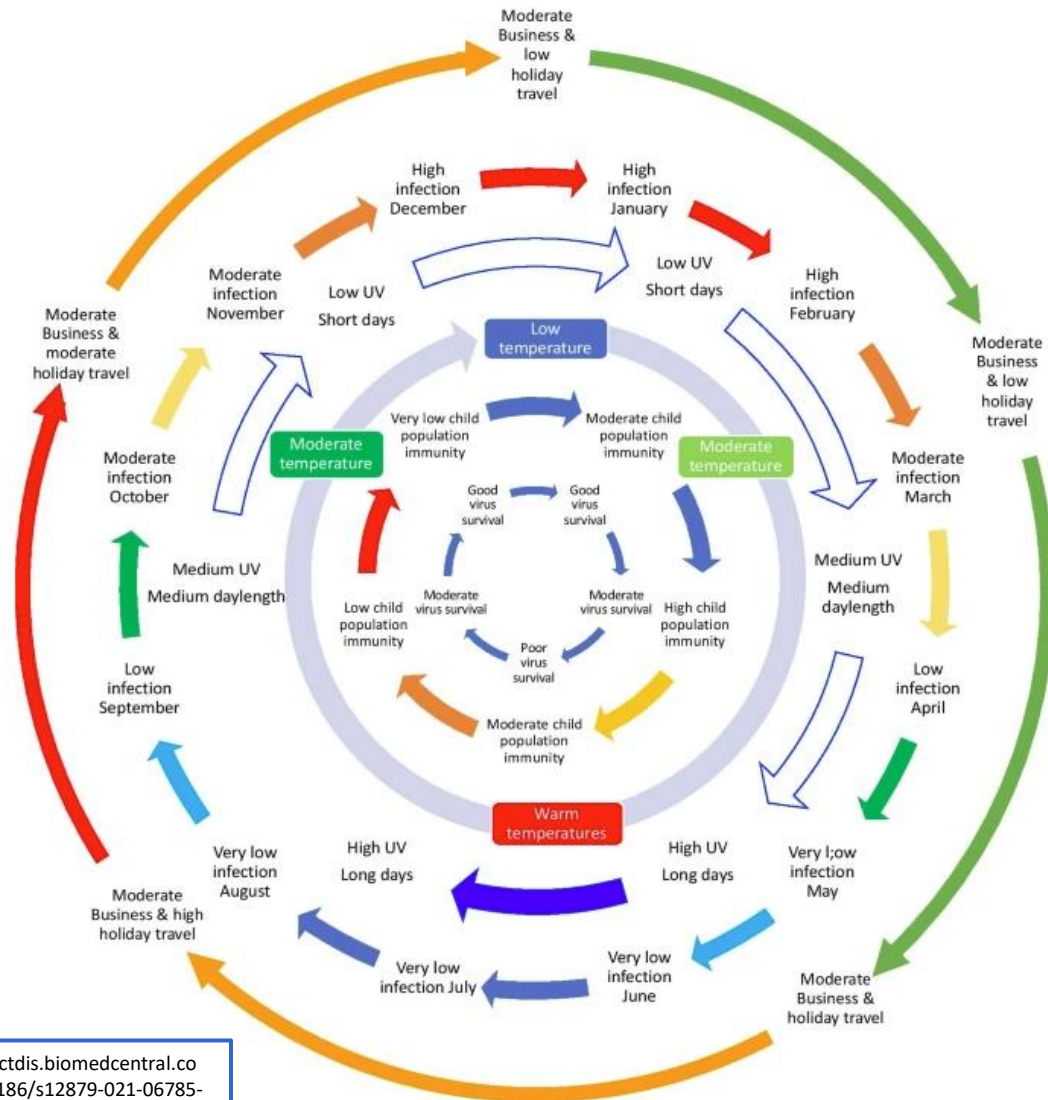 Moderate
Business &
low
holiday
travel
High
infection
December
High
infection
January
High
infection
February
Moderate
infection
March
Low
infection
April
Very l;ow
infection
May
Very low
infection
June
Very low
infection July
Very low
infection
August
Low
infection
September
Moderate
infection
October
Moderate
infection
November
Moderate
Business
& low
holiday
travel
Moderate
Business &
holiday travel
Moderate
Business & high
holiday travel
Moderate
Business &
moderate
holiday travel
Low UV
Short days
Low UV
Short days
Medium UV
Medium
daylength
High UV
Long days
High UV
Long days
Medium UV
Medium daylength
Low
temperature
Moderate
temperature
Warm
temperatures
Moderate
temperature
Very low child
population
immunity
Moderate child
population
immunity
High child
population
immunity
Moderate child
population
immunity
Low child
population
immunity
Good
virus
survival
Good
virus
survival
Moderate
virus survival
Poor
virus
survival
Moderate
virus survival
ctdis.biomedcentral.co
186/s12879-021-06785-